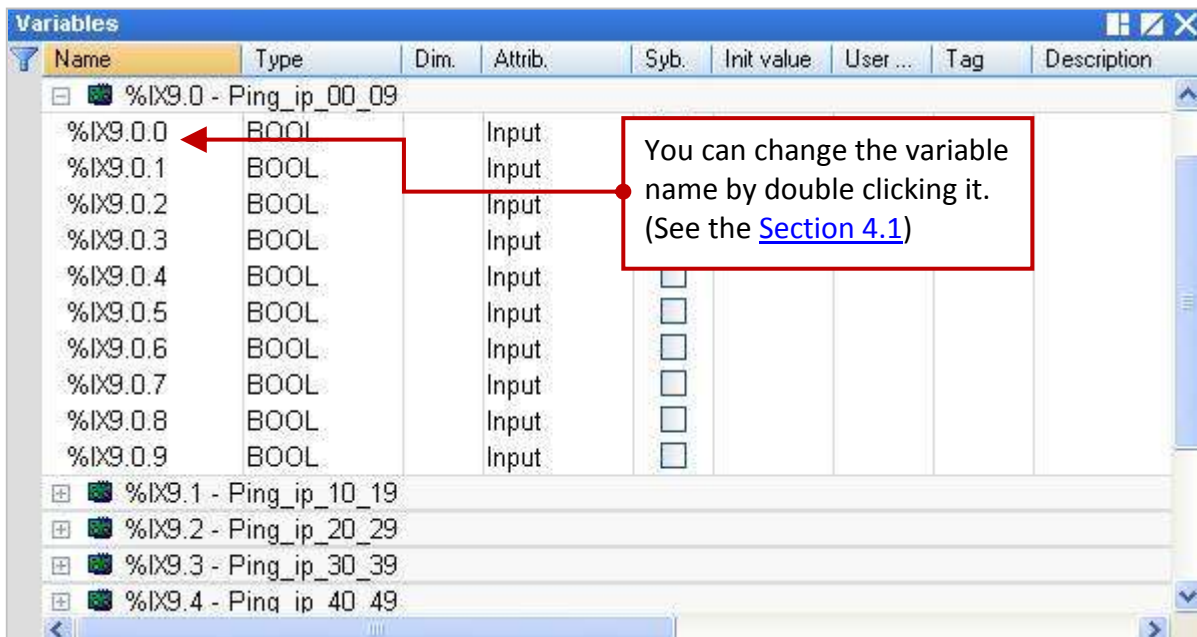 Variables
Name Type Dim. Attrib. Syb. Init value User ... Tag Description
%IX9.0 - Ping_ip_00_09
%IX9.0.0 BOOL Input
%IX9.0.1 BOOL Input
%IX9.0.2 BOOL Input
%IX9.0.3 BOOL Input
%IX9.0.4 BOOL Input
%IX9.0.5 BOOL Input
%IX9.0.6 BOOL Input
%IX9.0.7 BOOL Input
%IX9.0.8 BOOL Input
%IX9.0.9 BOOL Input
%IX9.1 - Ping_ip_10_19
%IX9.2 - Ping_ip_20_29
%IX9.3 - Ping_ip_30_39
%IX9.4 - Ping_ip_40_49
You can change the variable
name by double clicking it.
(See the Section 4.1)